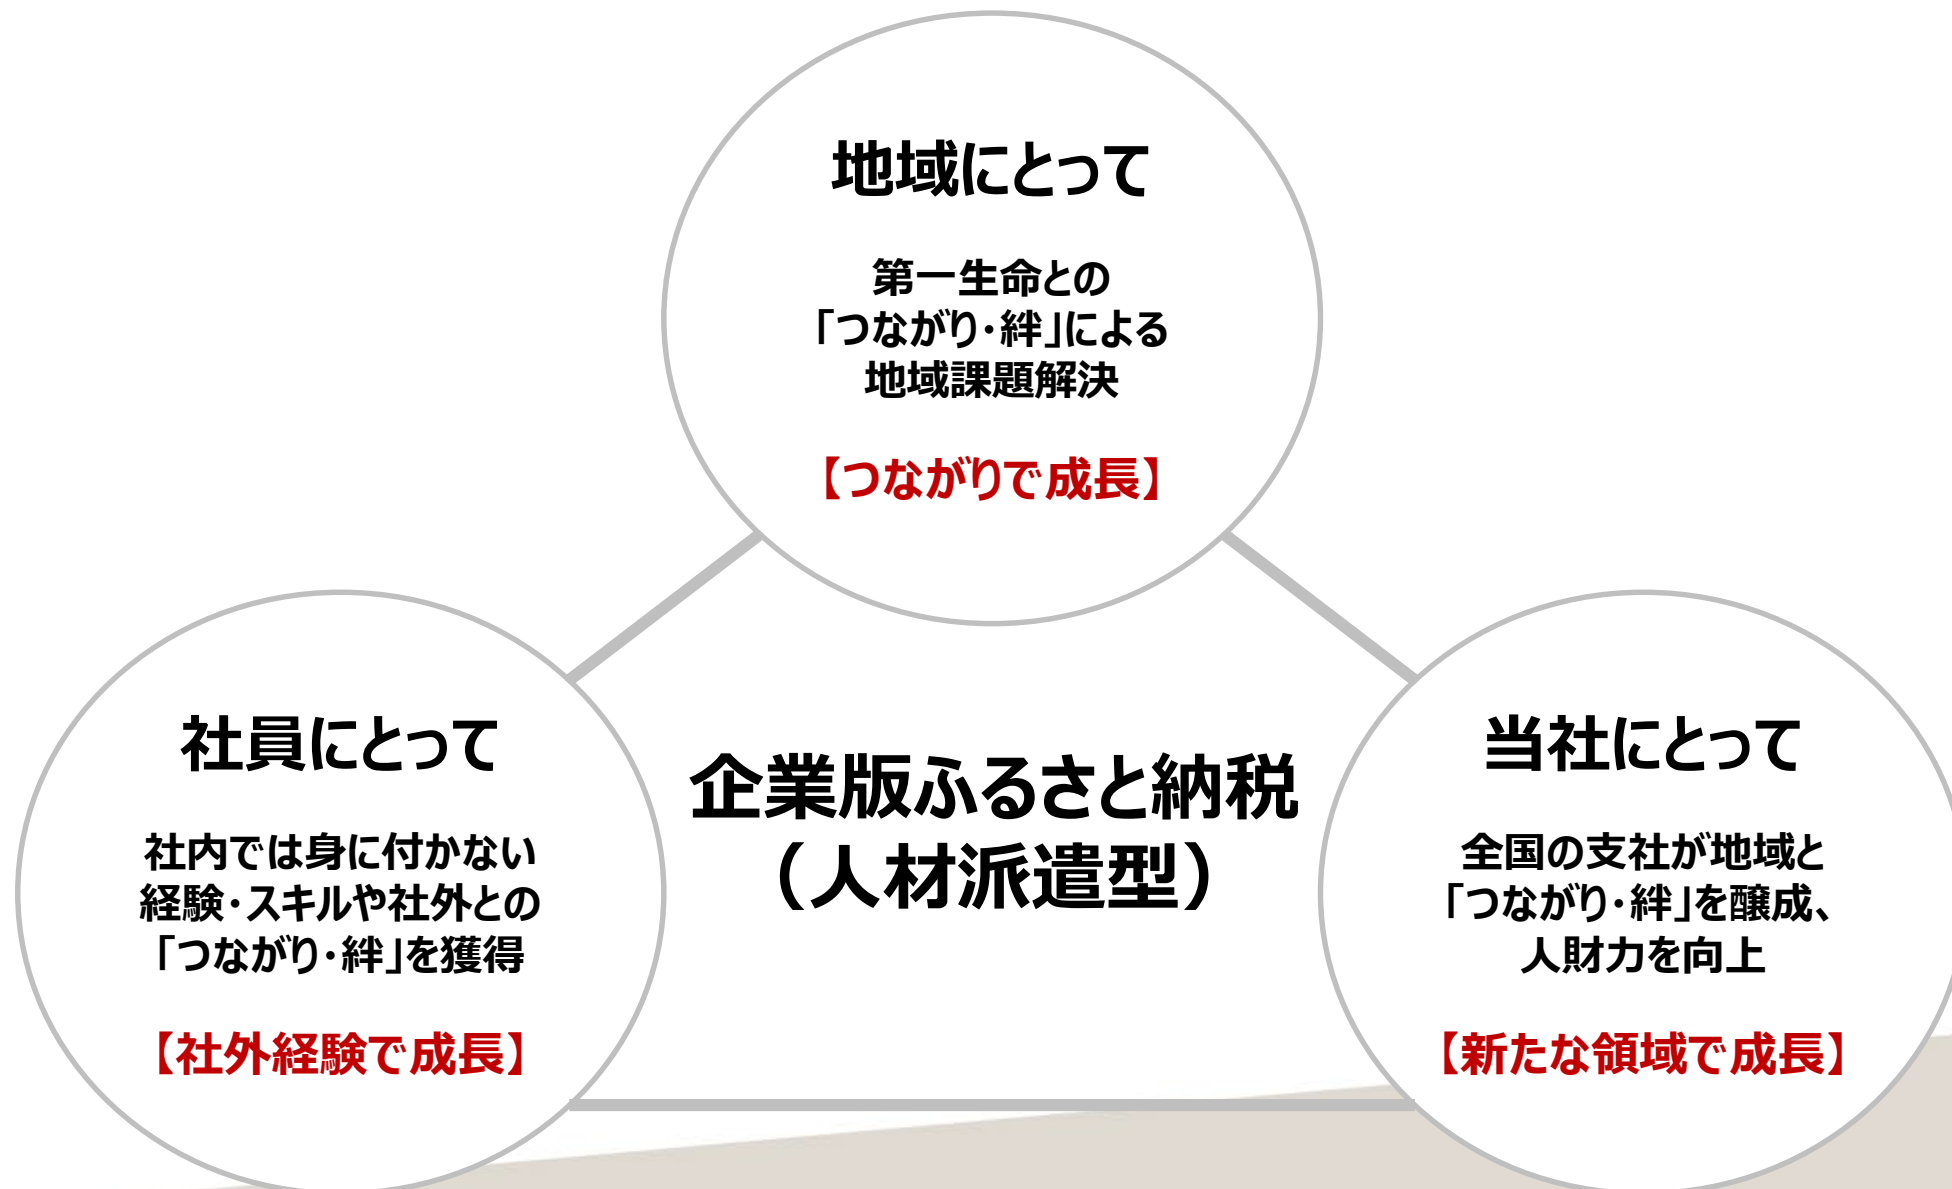 地域にとって
第一生命との
「つながり・絆」による
地域課題解決
【つながりで成長】
社員にとって
社内では身に付かない
経験・スキルや社外との
「つながり・絆」を獲得
【社外経験で成長】
企業版ふるさと納税
（人材派遣型）
当社にとって
全国の支社が地域と
「つながり・絆」を醸成、
人財力を向上
【新たな領域で成長】